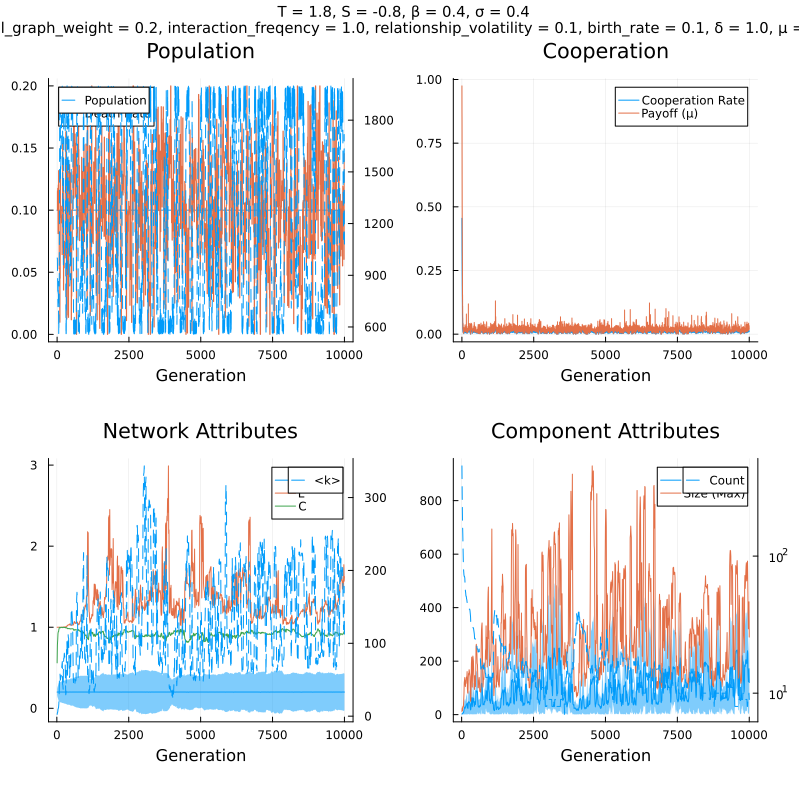 T = 1.8, S = -0.8, β = 0.4, σ = 0.4
l_graph_weight = 0.2, interaction_freqency = 1.0, relationship_volatility = 0.1, birth_rate = 0.1, δ = 1.0, μ =
Population
Cooperation
0.20
0.15
0.10
0.05
0.00
Population
1800
1500
1200
900
600
0
2500
5000
7500
10000
Generation
1.00
0.75
0.50
0.25
0.00
Cooperation Rate
Payoff (μ)
0
2500
5000
7500
10000
Generation
Network Attributes
Component Attributes
3
2
1
0
<k>
C
300
200
100
0
0
2500
5000
7500
10000
Generation
800
600
400
200
0
Count
Size (Max)
10²
10¹
0
2500
5000
7500
10000
Generation